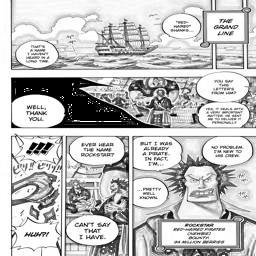 THE
GRAND
LINE
"RED-
HAIRED"
SHANKS...
THAT'S
A NAME
I HAVEN'T
HEARD IN A
LONG TIME.
YOU SAY
THIS
LETTER'S
FROM HIM?
YES, IT DEALS WITH
A VERY IMPORTANT
MATTER. HE SENT
ME TO DELIVER IT
PERSONALLY.
WELL,
THANK
YOU.
NO PROBLEM.
I'M NEW TO
HIS CREW.
BUT I WAS
ALREADY
A PIRATE.
IN FACT,
I'M...
...PRETTY
WELL
KNOWN.
ROCKSTAR
RED-HAIRED PIRATES
(NEWBIE)
BOUNTY:
94 MILLION BERRIES
EVER HEAR
THE NAME
ROCKSTAR?
CAN'T SAY
THAT
I HAVE.
!!!
HUH?!